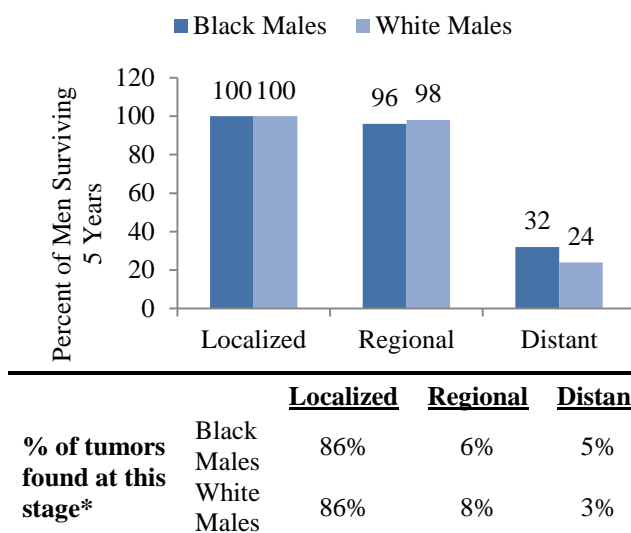 Black Males White Males
Percent of Men Surviving
5 Years
120
100
80
60
40
20
0
100 100
96 98
32 24
Localized Regional Distant
Localized Regional Distan
% of tumors found at this stage*
Black Males 86% 6% 5%
White Males 86% 8% 3%